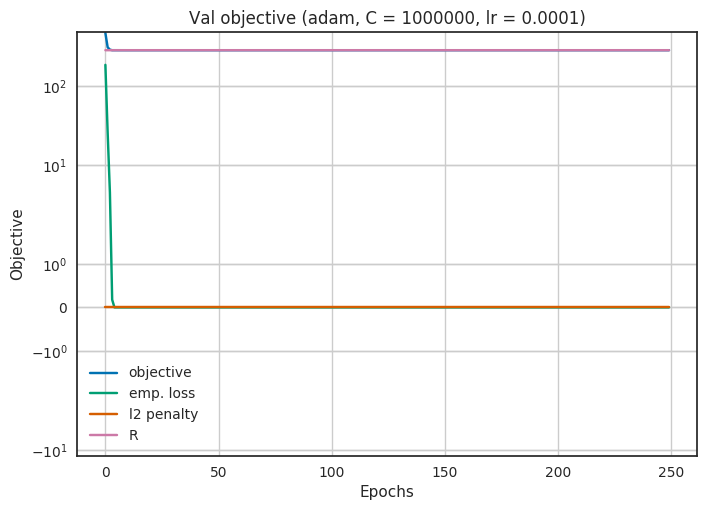 Val objective (adam, C = 1000000, lr = 0.0001)
Objective
10²
10¹
10⁰
0
−10⁰
−10¹
objective
emp. loss
l2 penalty
R
0 50 100 150 200 250
Epochs